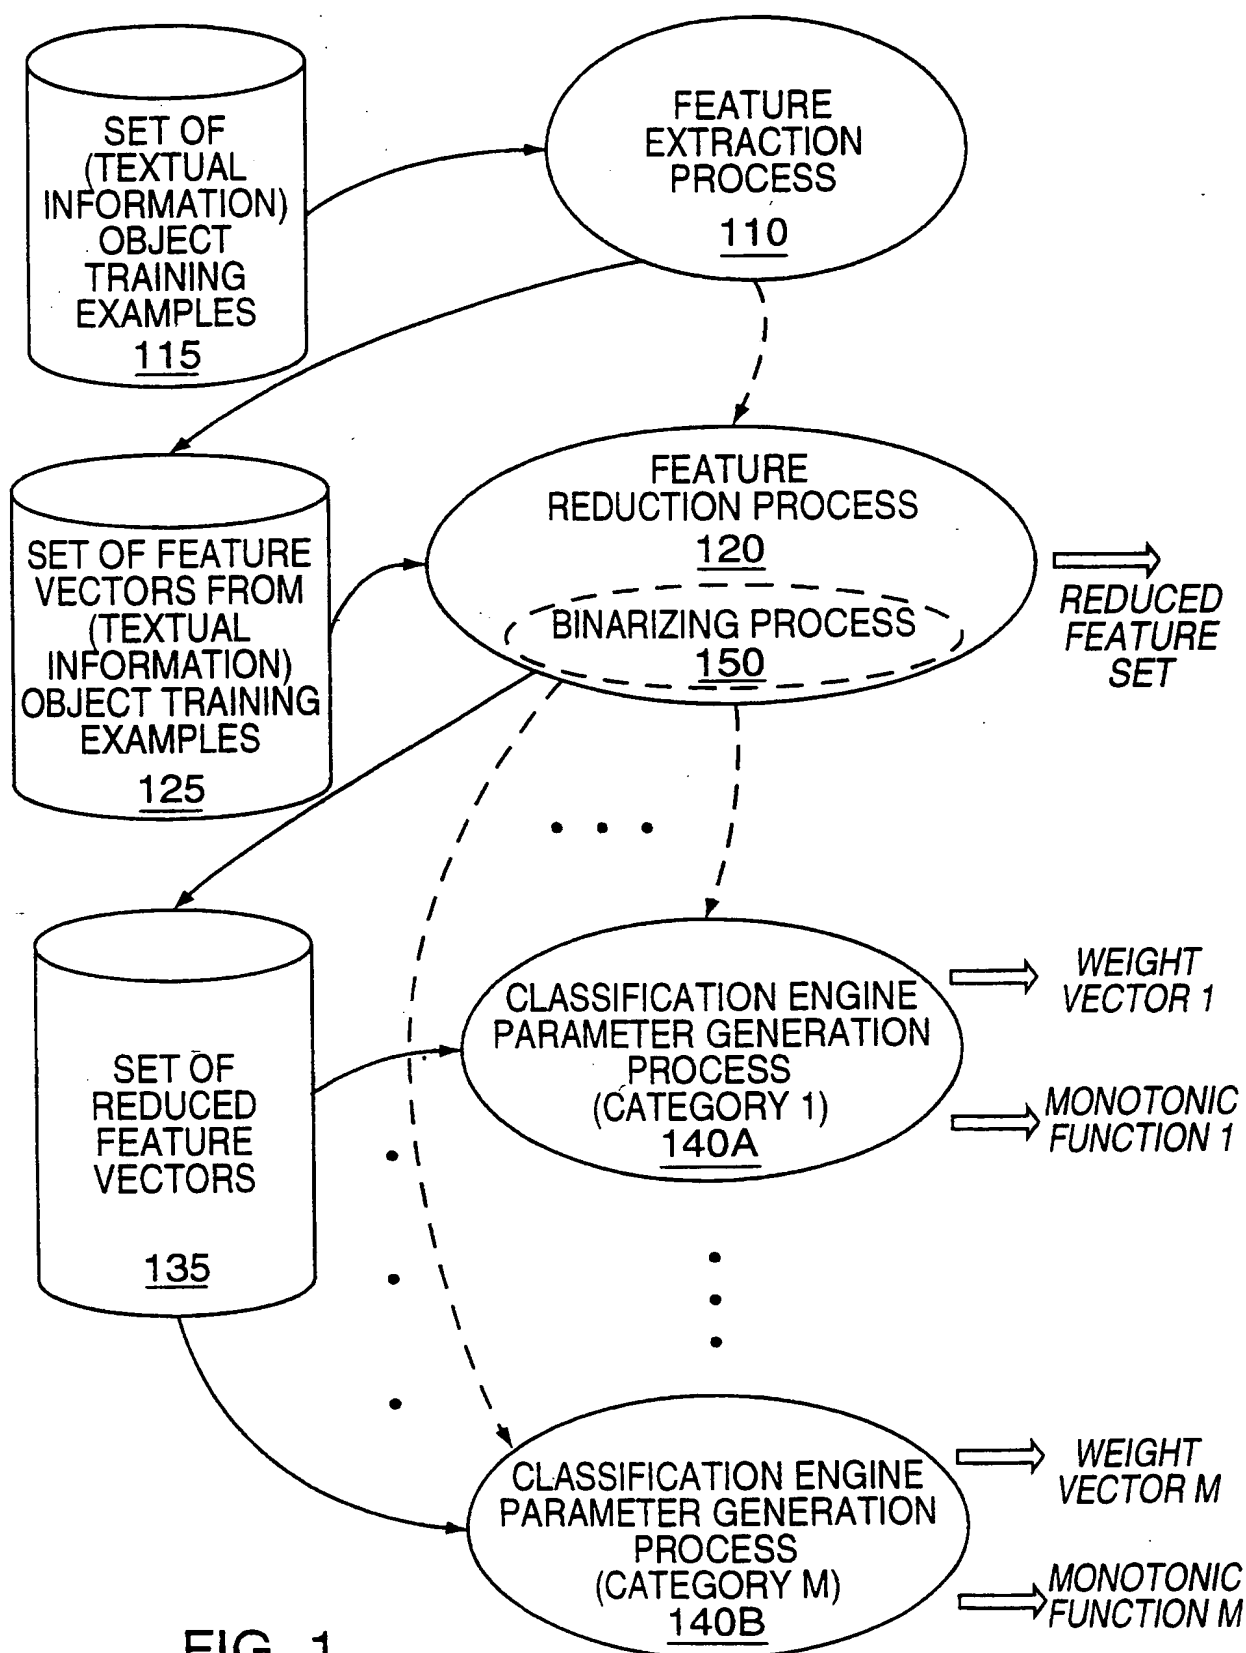 SET OF
(TEXTUAL
INFORMATION)
OBJECT
TRAINING
EXAMPLES
115
FEATURE
EXTRACTION
PROCESS
110
FEATURE
REDUCTION PROCESS
120
BINARIZING PROCESS
150
REDUCED
FEATURE
SET
SET OF FEATURE
VECTORS FROM
(TEXTUAL
INFORMATION)
OBJECT TRAINING
EXAMPLES
125
SET OF
REDUCED
FEATURE
VECTORS
135
CLASSIFICATION ENGINE
PARAMETER GENERATION
PROCESS
(CATEGORY 1)
140A
WEIGHT
VECTOR 1
MONOTONIC
FUNCTION 1
CLASSIFICATION ENGINE
PARAMETER GENERATION
PROCESS
(CATEGORY M)
140B
WEIGHT
VECTOR M
MONOTONIC
FUNCTION M
FIG. 1